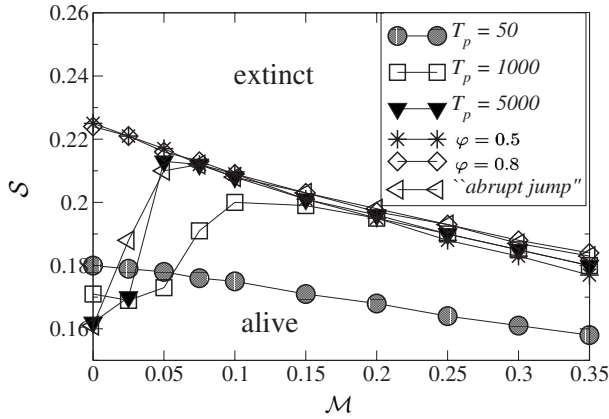 0.26
0.24
0.22
0.2
0.18
0.16
S
extinct
alive
T_p = 50
T_p = 1000
T_p = 5000
φ = 0.5
φ = 0.8
``abrupt jump"
0 0.05 0.1 0.15 0.2 0.25 0.3 0.35
M